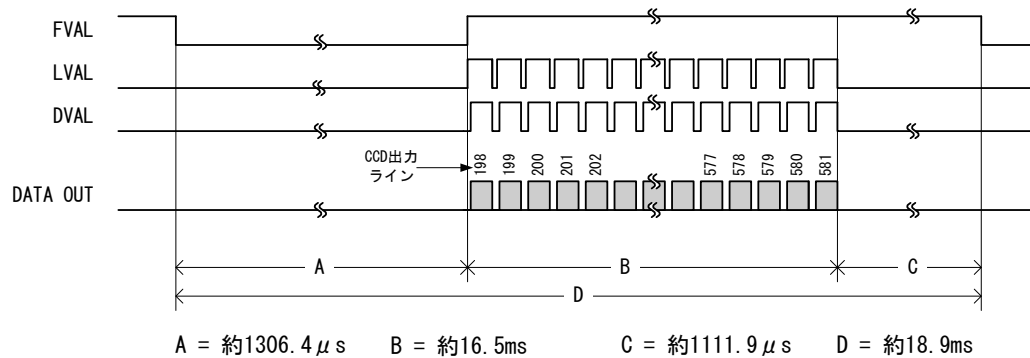 FVAL
LVAL
DVAL
CCD出力
ライン
198 199 200 201 202 577 578 579 580 581
DATA OUT
A B C
D
A = 約1306.4μs B = 約16.5ms C = 約1111.9μs D = 約18.9ms